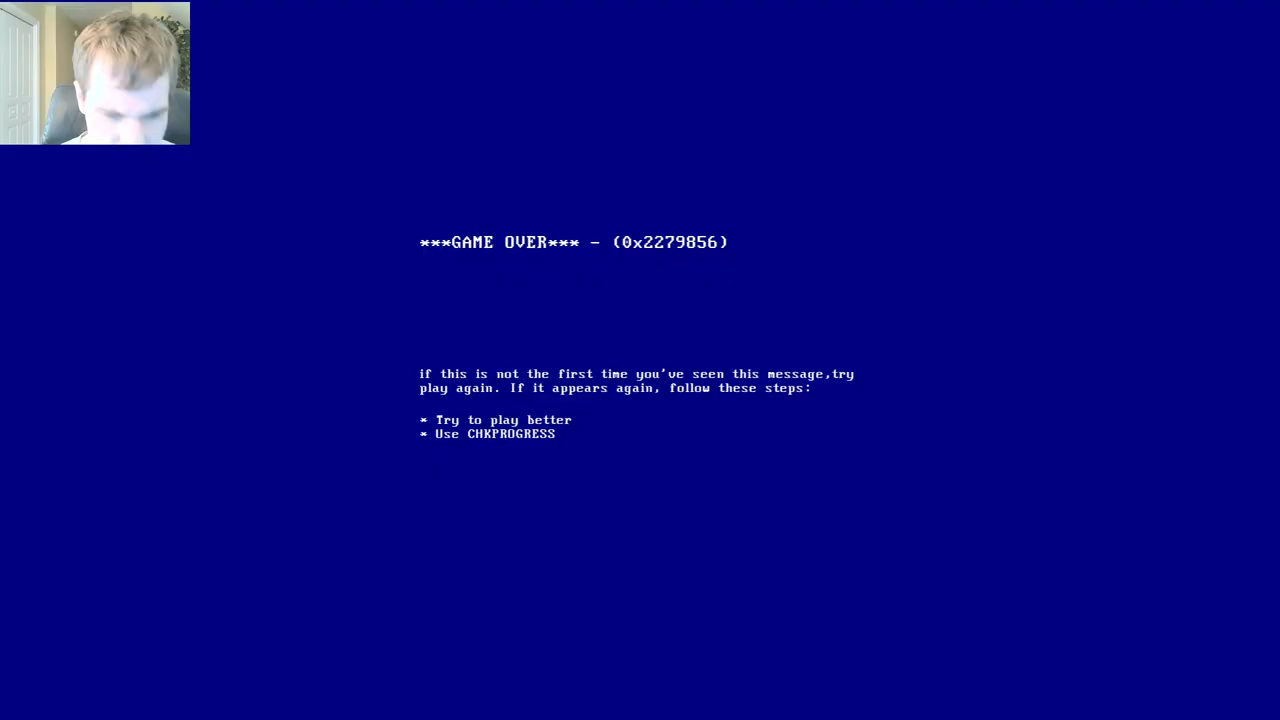 ***GAME OVER*** - (0x2279856)
if this is not the first time you've seen this message,try
play again. If it appears again, follow these steps:
* Try to play better
* Use CHKPROGRESS